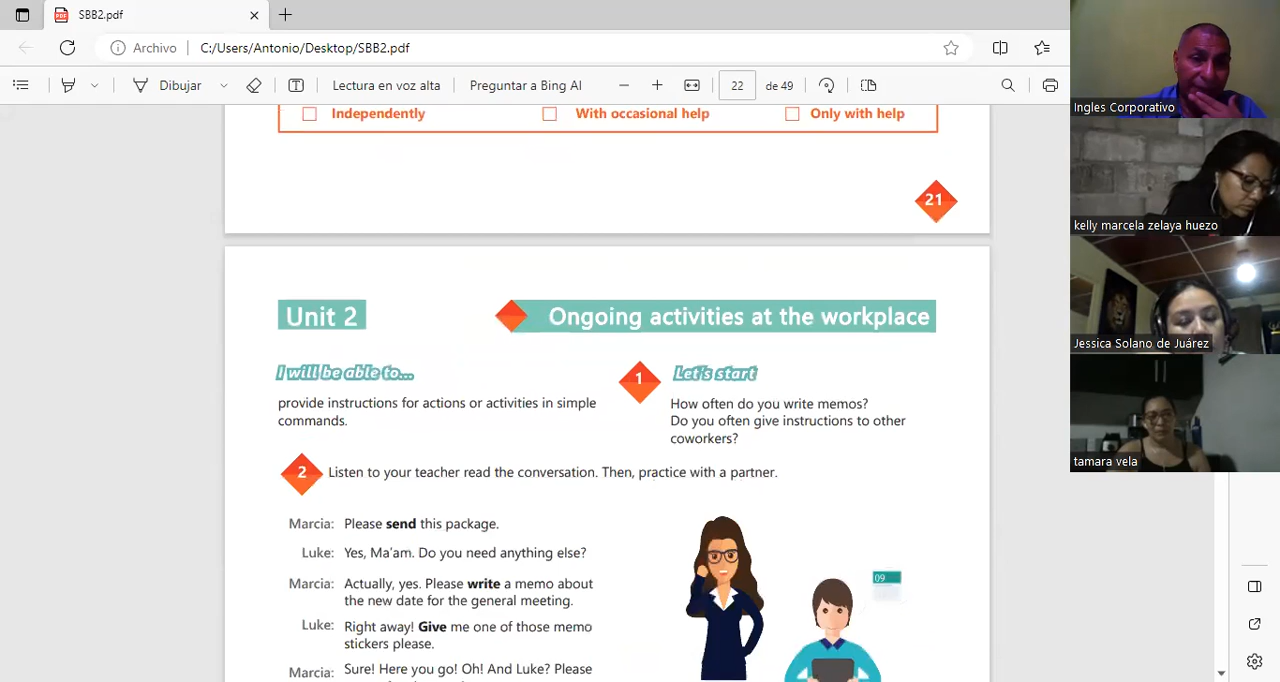 SBB2.pdf
Archivo C:/Users/Antonio/Desktop/SBB2.pdf
Dibujar Lectura en voz alta Preguntar a Bing AI 22 de 49
Independently With occasional help Only with help
21
Unit 2 Ongoing activities at the workplace
I will be able to...
provide instructions for actions or activities in simple
commands.
1 Let's start
How often do you write memos?
Do you often give instructions to other
coworkers?
2 Listen to your teacher read the conversation. Then, practice with a partner.
Marcia: Please send this package.
Luke: Yes, Ma'am. Do you need anything else?
Marcia: Actually, yes. Please write a memo about
the new date for the general meeting.
Luke: Right away! Give me one of those memo
stickers please.
Marcia: Sure! Here you go! Oh! And Luke? Please
09
Ingles Corporativo
kelly marcela zelaya huezo
Jessica Solano de Juárez
tamara vela